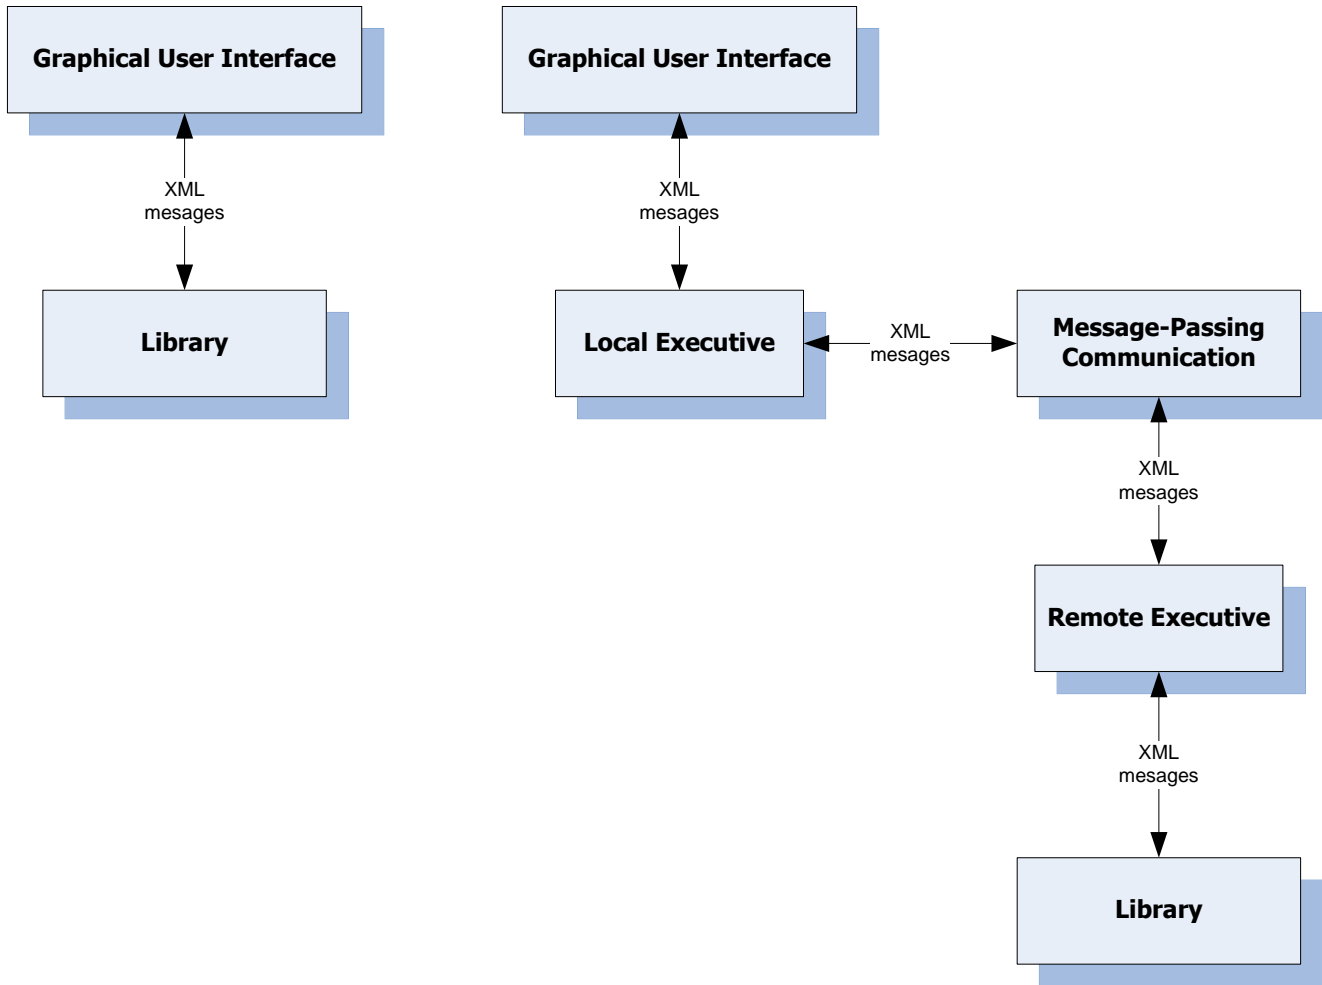 Graphical User Interface
Graphical User Interface
XML
mesages
XML
mesages
Library
Local Executive
XML
mesages
Message-Passing
Communication
XML
mesages
Remote Executive
XML
mesages
Library